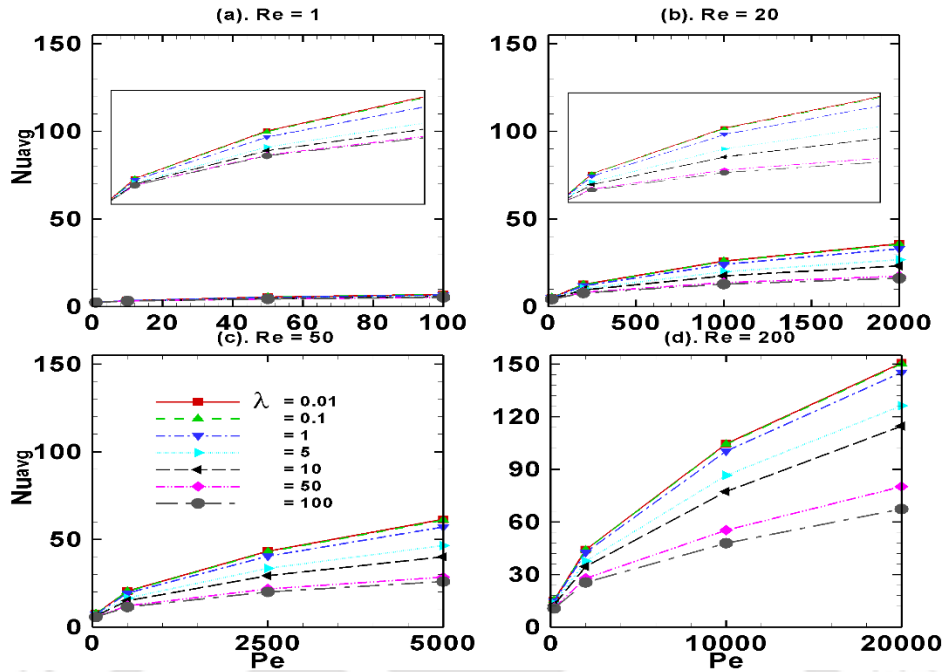 (a). Re = 1
(b). Re = 20
150
100
50
0
Nuavg
0 20 40 60 80 100
150
100
50
0
0 500 1000 1500 2000
(c). Re = 50
(d). Re = 200
150
100
50
0
Nuavg
λ = 0.01
= 0.1
= 1
= 5
= 10
= 50
= 100
0 2500 5000
Pe
150
120
90
60
30
0
0 10000 20000
Pe